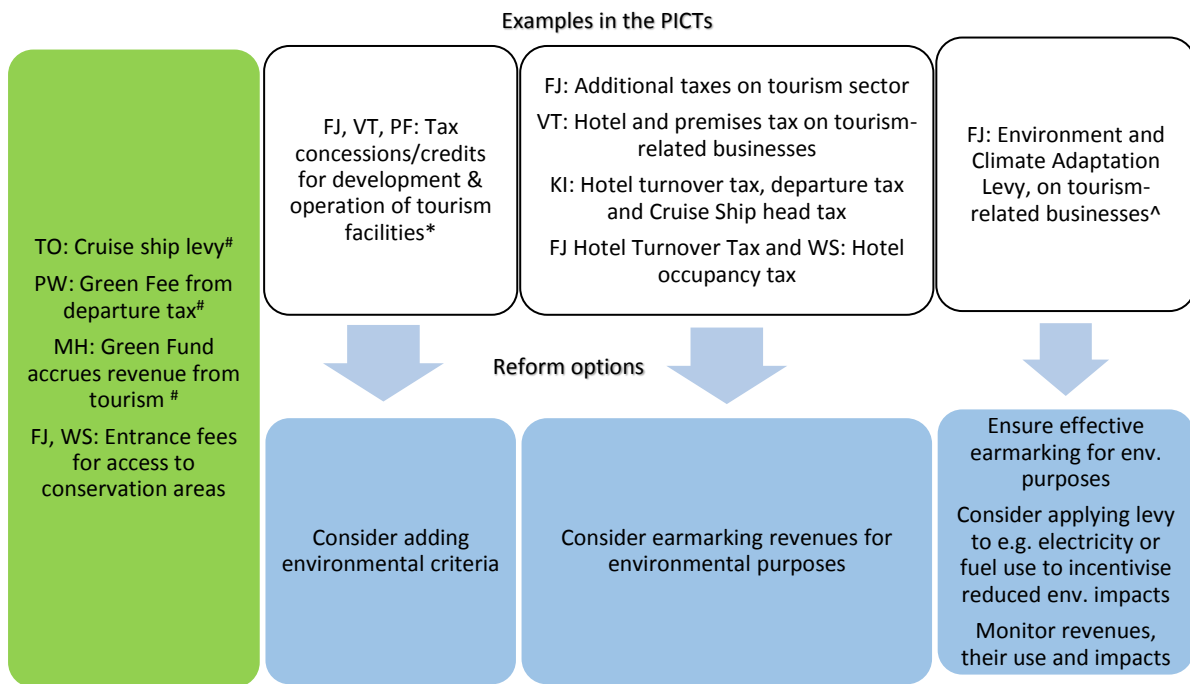 Examples in the PICTs
TO: Cruise ship levy#
PW: Green Fee from
departure tax#
MH: Green Fund
accrues revenue from
tourism #
FJ, WS: Entrance fees
for access to
conservation areas
FJ, VT, PF: Tax
concessions/credits
for development &
operation of tourism
facilities*
FJ: Additional taxes on tourism sector
VT: Hotel and premises tax on tourism-
related businesses
KI: Hotel turnover tax, departure tax
and Cruise Ship head tax
FJ Hotel Turnover Tax and WS: Hotel
occupancy tax
FJ: Environment and
Climate Adaptation
Levy, on tourism-
related businesses^
Reform options
Consider adding
environmental criteria
Consider earmarking revenues for
environmental purposes
Ensure effective
earmarking for env.
purposes
Consider applying levy
to e.g. electricity or
fuel use to incentivise
reduced env. impacts
Monitor revenues,
their use and impacts